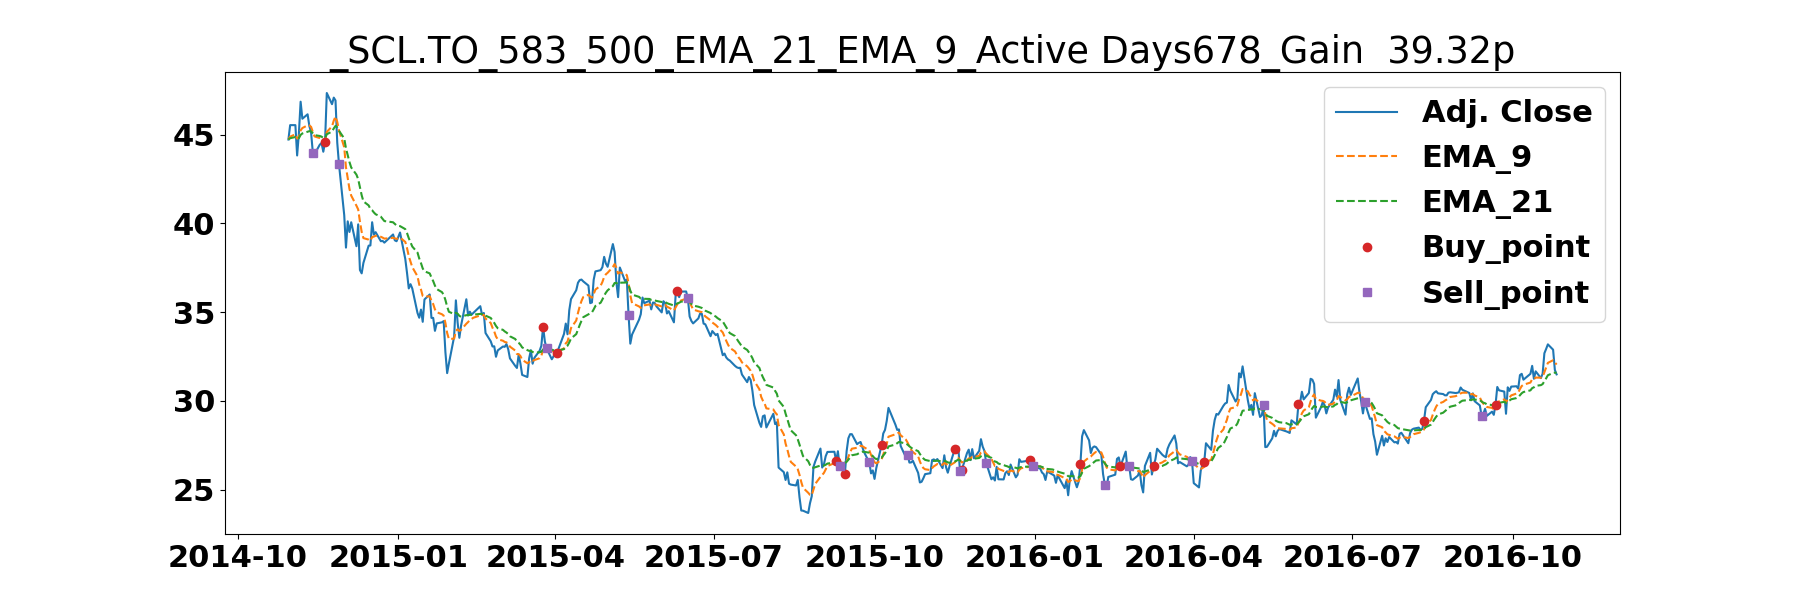 _SCL.TO_583_500_EMA_21_EMA_9_Active Days678_Gain  39.32p
Adj. Close
EMA_9
EMA_21
Buy_point
Sell_point
45
40
35
30
25
2014-10 2015-01 2015-04 2015-07 2015-10 2016-01 2016-04 2016-07 2016-10